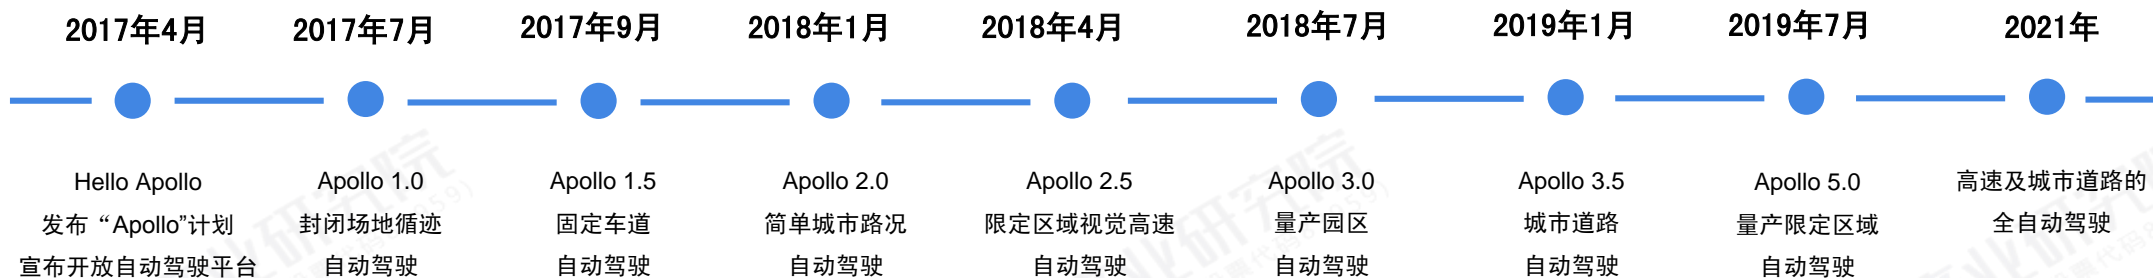 2017年4月
2017年7月
2017年9月
2018年1月
2018年4月
2018年7月
2019年1月
2019年7月
2021年
Hello Apollo
发布“Apollo”计划
宣布开放自动驾驶平台
Apollo 1.0
封闭场地循迹
自动驾驶
Apollo 1.5
固定车道
自动驾驶
Apollo 2.0
简单城市路况
自动驾驶
Apollo 2.5
限定区域视觉高速
自动驾驶
Apollo 3.0
量产园区
自动驾驶
Apollo 3.5
城市道路
自动驾驶
Apollo 5.0
量产限定区域
自动驾驶
高速及城市道路的
全自动驾驶